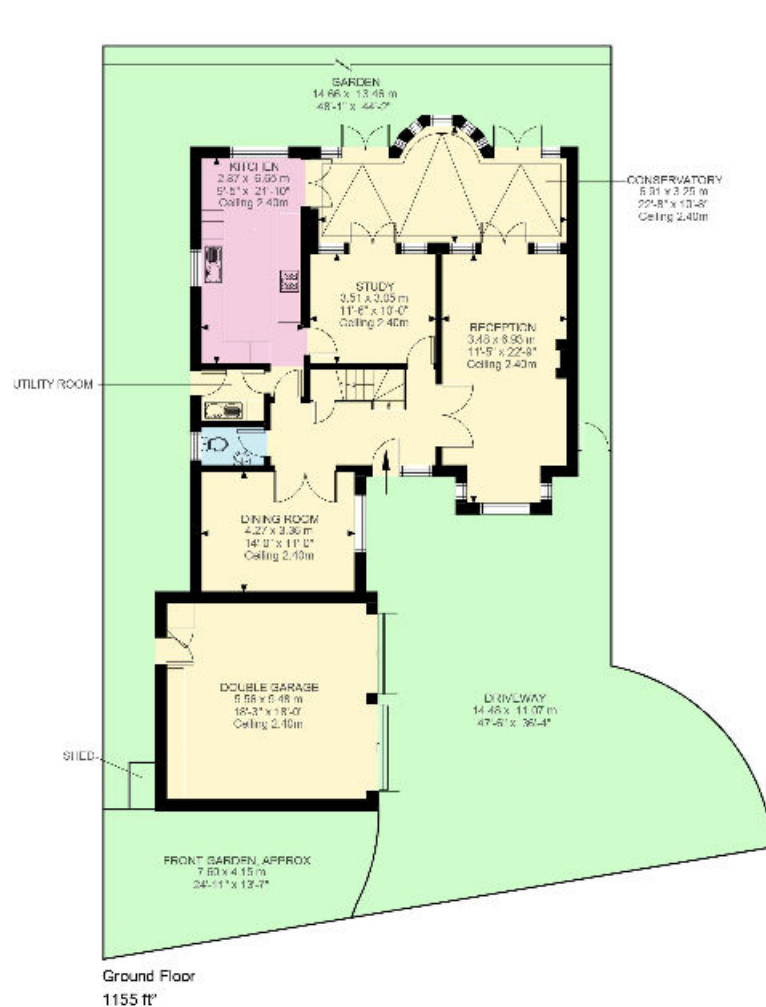 GARDEN
14.66 x 13.46 m
48'-1" x 44'-2"
KITCHEN
2.87 x 6.65 m
9'-5" x 21'-10"
Ceiling 2.40m
CONSERVATORY
6.91 x 3.25 m
22'-8" x 10'-8"
Ceiling 2.40m
STUDY
3.51 x 3.05 m
11'-6" x 10'-0"
Ceiling 2.40m
RECEPTION
3.48 x 6.93 m
11'-5" x 22'-9"
Ceiling 2.40m
UTILITY ROOM
DINING ROOM
4.27 x 3.36 m
14'-0" x 11'-0"
Ceiling 2.40m
DOUBLE GARAGE
5.56 x 5.48 m
18'-3" x 18'-0"
Ceiling 2.40m
DRIVEWAY
14.48 x 11.07 m
47'-6" x 36'-4"
SHED
FRONT GARDEN, APPROX
7.60 x 4.15 m
24'-11" x 13'-7"
Ground Floor
1155 ft²